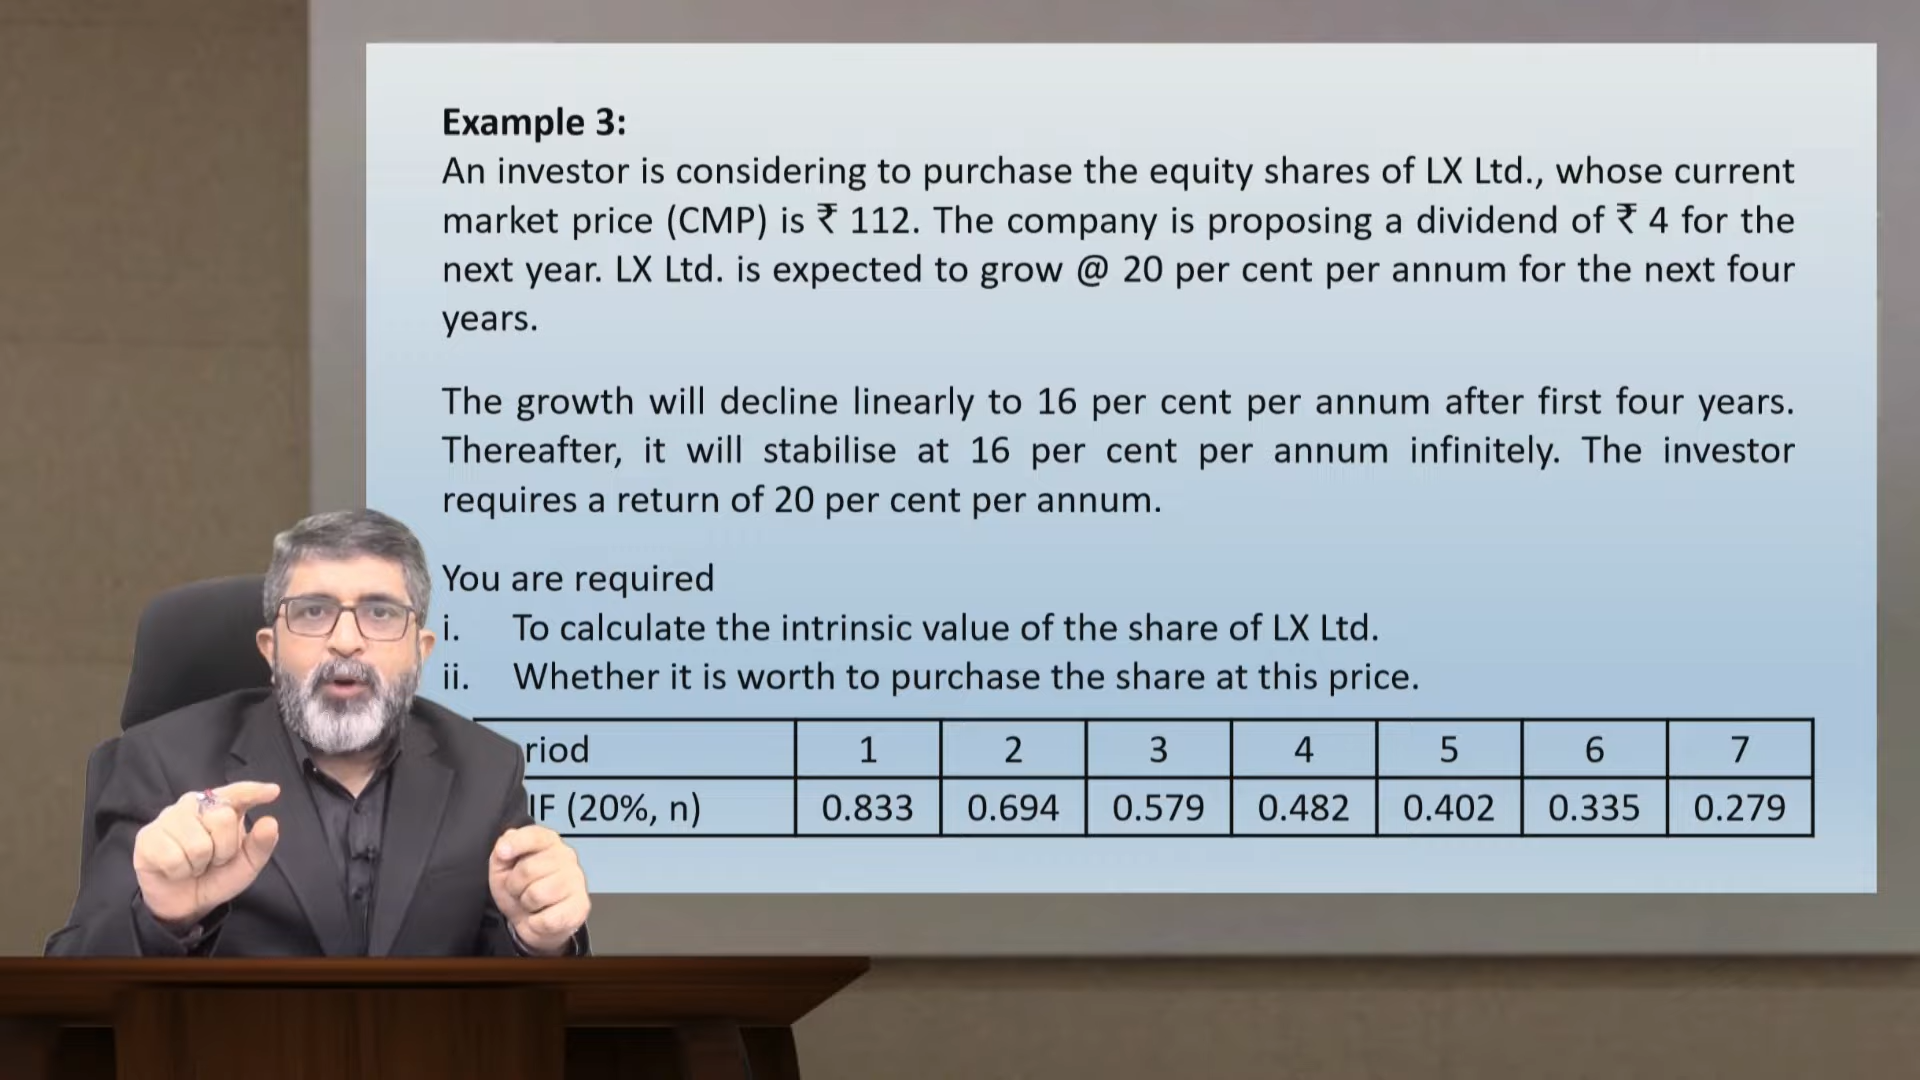 Example 3:
An investor is considering to purchase the equity shares of LX Ltd., whose current
market price (CMP) is ₹ 112. The company is proposing a dividend of ₹ 4 for the
next year. LX Ltd. is expected to grow @ 20 per cent per annum for the next four
years.
The growth will decline linearly to 16 per cent per annum after first four years.
Thereafter, it will stabilise at 16 per cent per annum infinitely. The investor
requires a return of 20 per cent per annum.
You are required
i. To calculate the intrinsic value of the share of LX Ltd.
ii. Whether it is worth to purchase the share at this price.
riod 1 2 3 4 5 6 7
IF (20%, n) 0.833 0.694 0.579 0.482 0.402 0.335 0.279